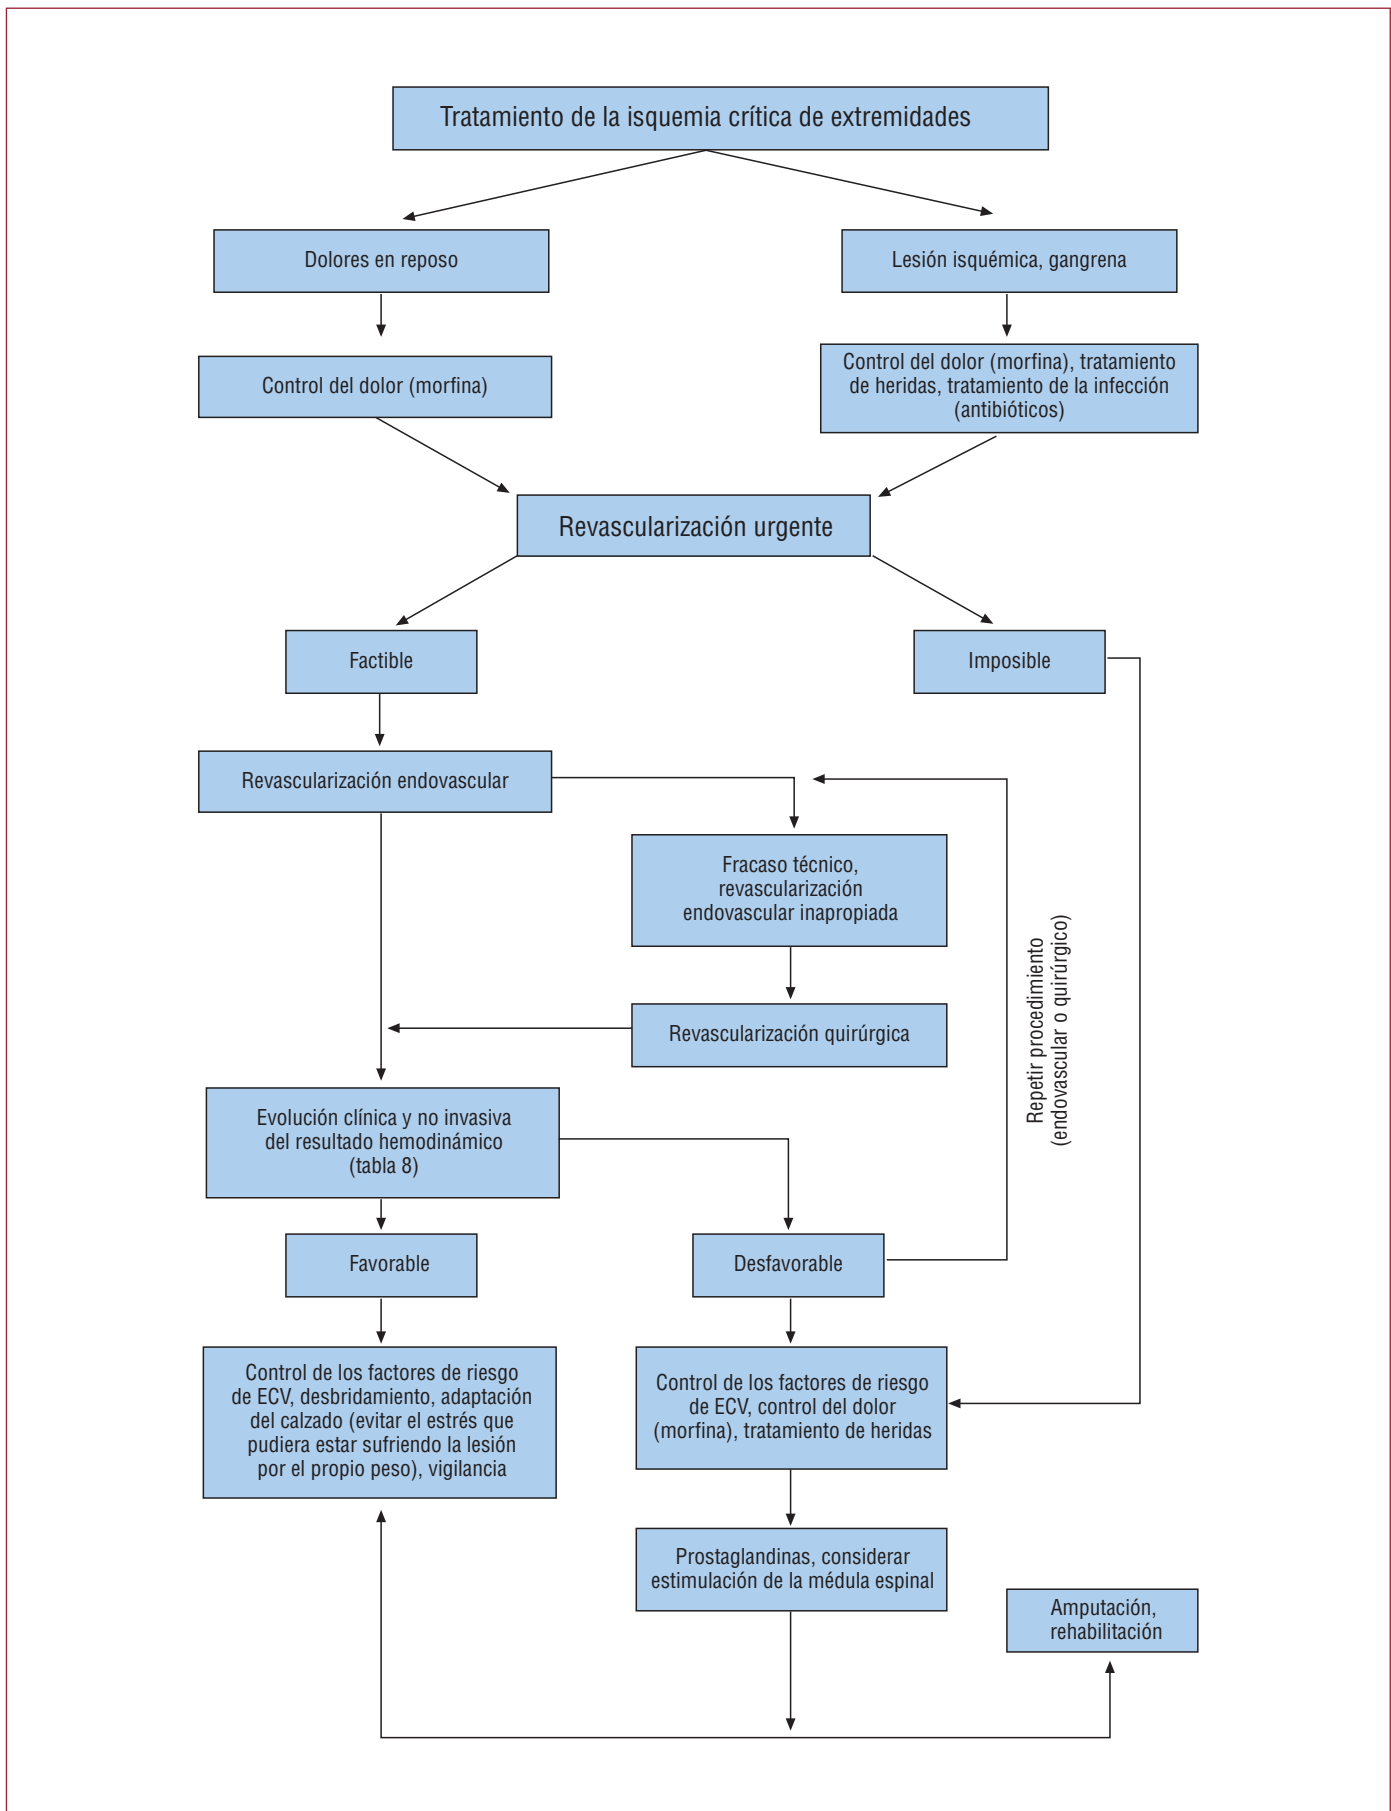 Tratamiento de la isquemia crítica de extremidades
Dolores en reposo
Lesión isquémica, gangrena
Control del dolor (morfina)
Control del dolor (morfina), tratamiento
de heridas, tratamiento de la infección
(antibióticos)
Revascularización urgente
Factible
Imposible
Revascularización endovascular
Fracaso técnico,
revascularización
endovascular inapropiada
Revascularización quirúrgica
Repetir procedimiento
(endovascular o quirúrgico)
Evolución clínica y no invasiva
del resultado hemodinámico
(tabla 8)
Favorable
Desfavorable
Control de los factores de riesgo
de ECV, desbridamiento, adaptación
del calzado (evitar el estrés que
pudiera estar sufriendo la lesión
por el propio peso), vigilancia
Control de los factores de riesgo
de ECV, control del dolor
(morfina), tratamiento de heridas
Prostaglandinas, considerar
estimulación de la médula espinal
Amputación,
rehabilitación